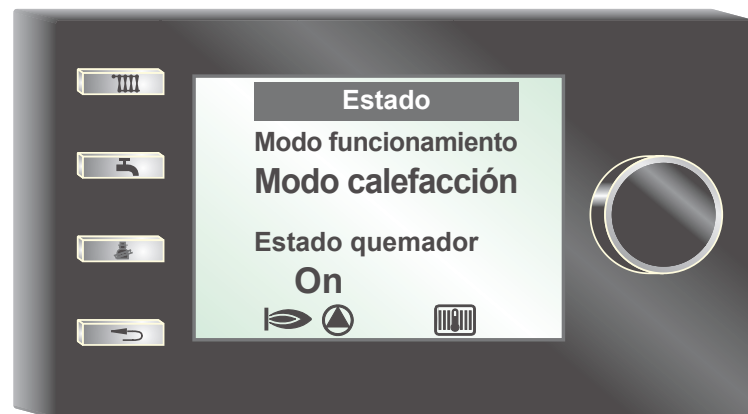 Estado
Modo funcionamiento
Modo calefacción
Estado quemador
On